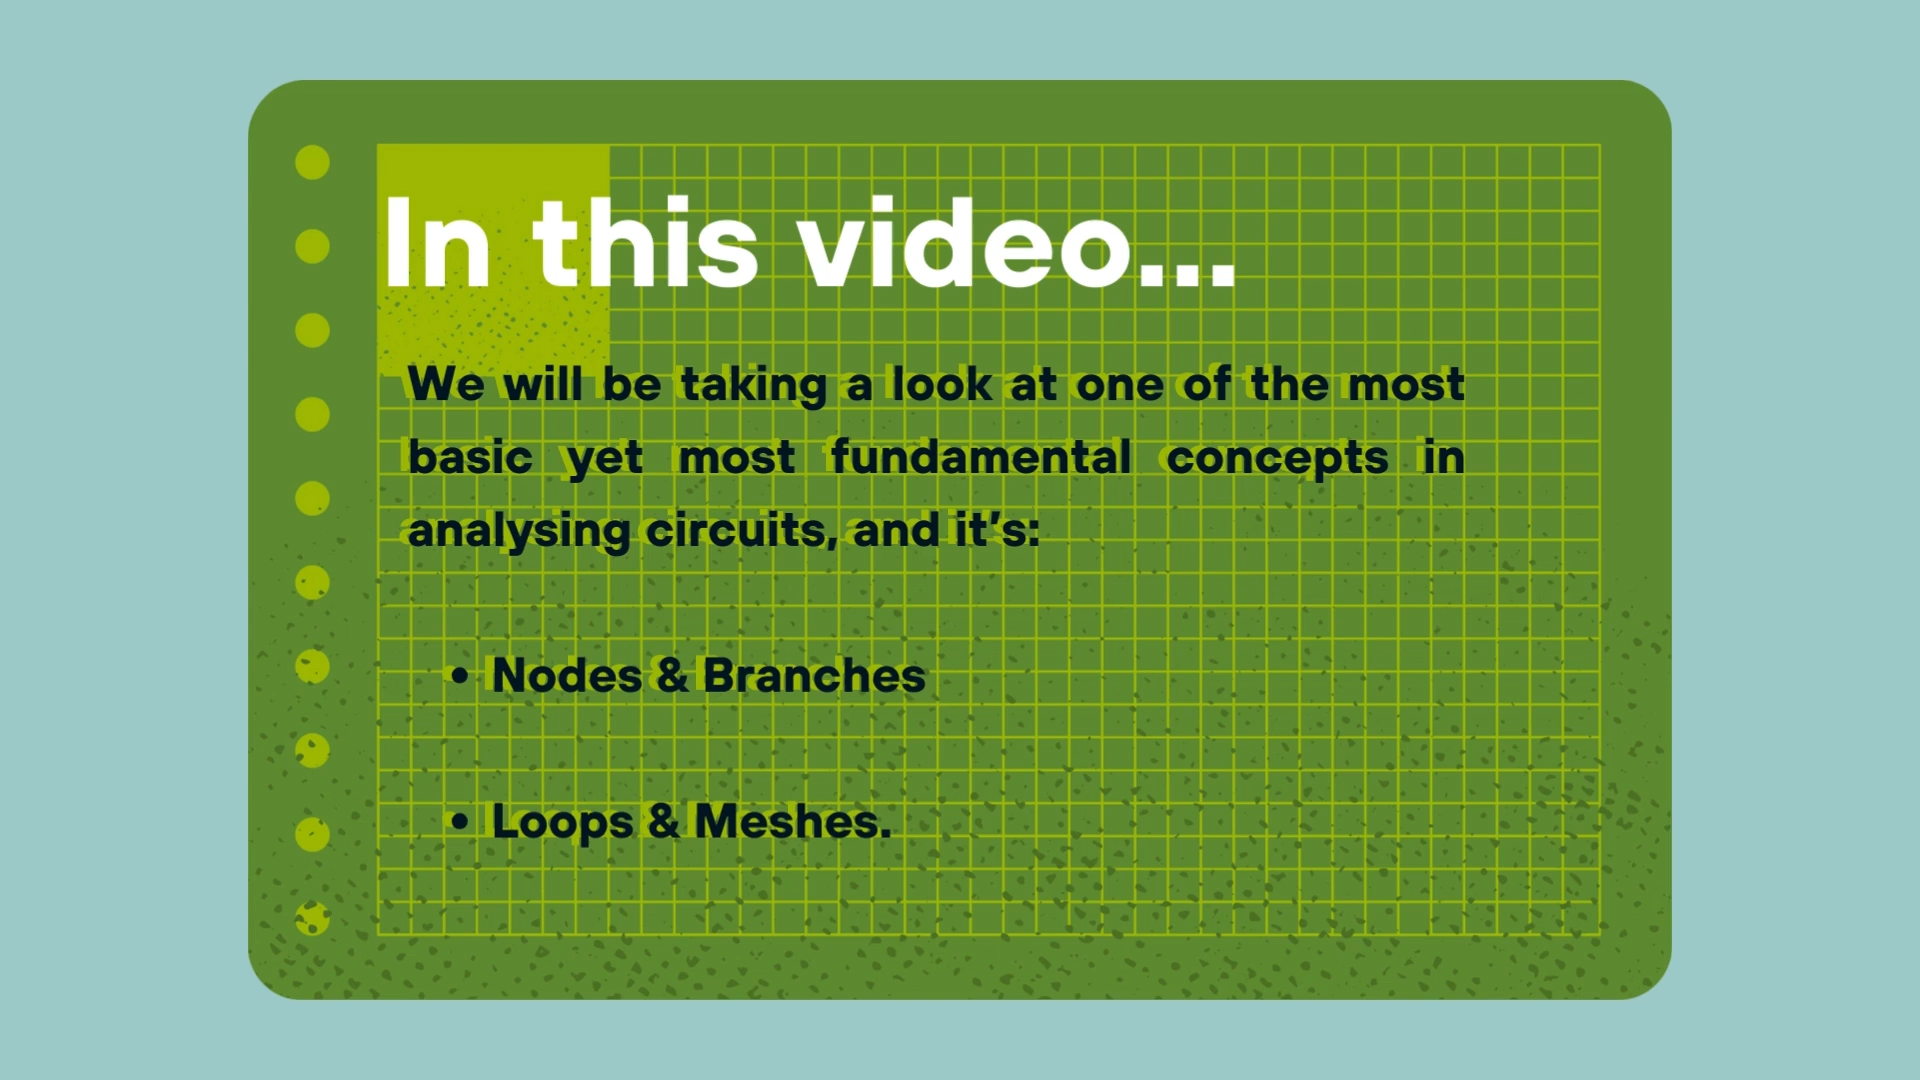 In this video...
We will be taking a look at one of the most
basic yet most fundamental concepts in
analysing circuits, and it's:
• Nodes & Branches
• Loops & Meshes.